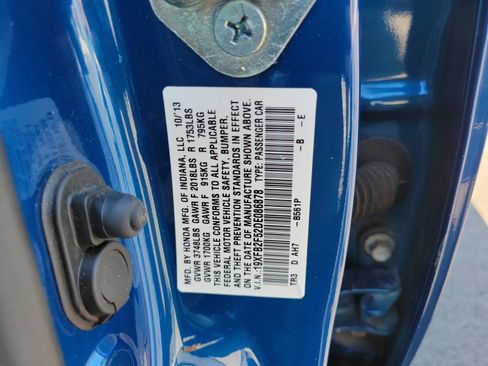 MFD. BY HONDA MFG. OF INDIANA, LLC 10/13
GVWR 3748LBS GAWR F 2018LBS R 1753LBS
GVWR 1700KG GAWR F 915KG R 795KG
THIS VEHICLE CONFORMS TO ALL APPLICABLE
FEDERAL MOTOR VEHICLE SAFETY, BUMPER,
AND THEFT PREVENTION STANDARDS IN EFFECT
ON THE DATE OF MANUFACTURE SHOWN ABOVE.
V.I.N.:19XFB2F52DE086878 TYPE: PASSENGER CAR
TR3 D AH7 -B561P -B -E